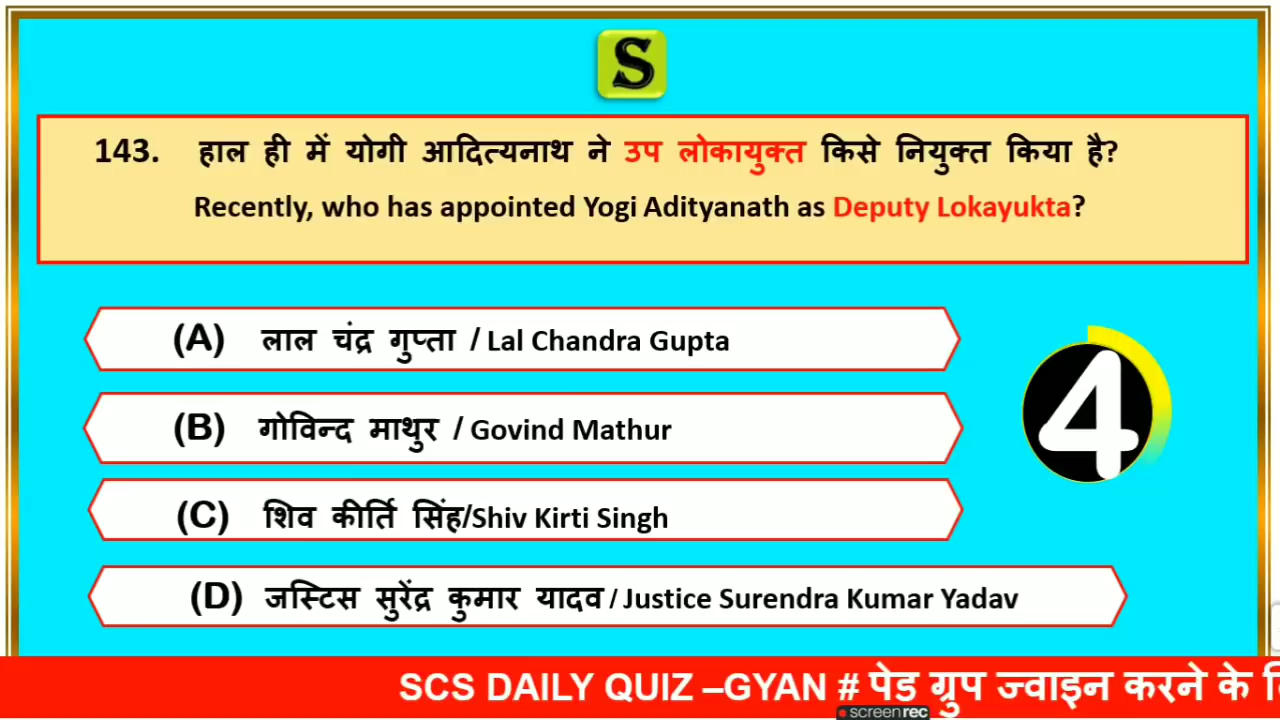 S
143. हाल ही में योगी आदित्यनाथ ने उप लोकायुक्त किसे नियुक्त किया है?
Recently, who has appointed Yogi Adityanath as Deputy Lokayukta?
(A) लाल चंद्र गुप्ता / Lal Chandra Gupta
(B) गोविन्द माथुर / Govind Mathur
4
(C) शिव कीर्ति सिंह/Shiv Kirti Singh
(D) जस्टिस सुरेंद्र कुमार यादव / Justice Surendra Kumar Yadav
SCS DAILY QUIZ –GYAN # पेड ग्रुप ज्वाइन करने के
screenrec